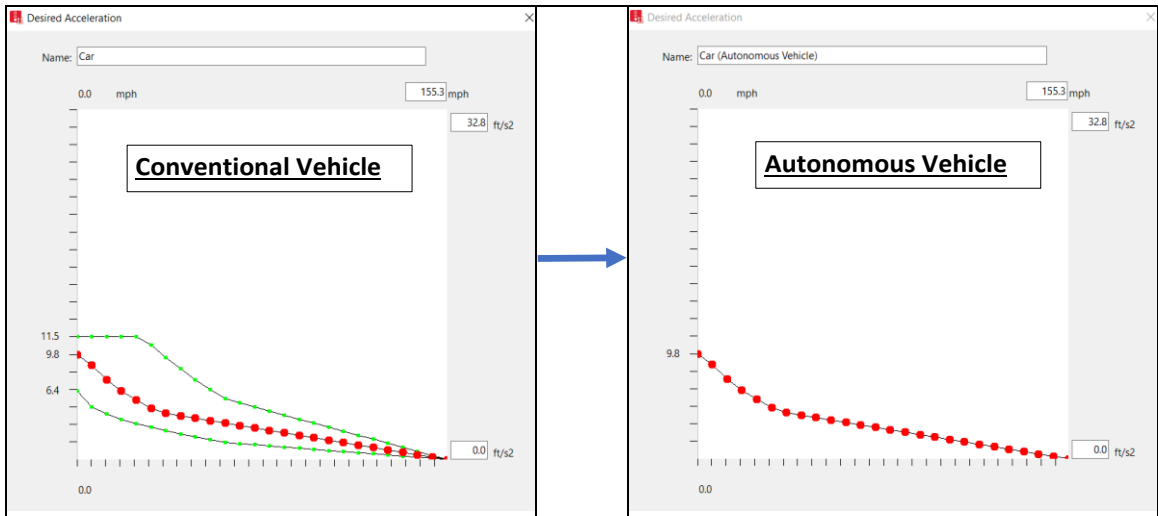 Desired Acceleration
Name: Car
0.0 mph 155.3 mph
32.8 ft/s2
Conventional Vehicle
11.5
9.8
6.4
0.0 ft/s2
0.0
Desired Acceleration
Name: Car (Autonomous Vehicle)
0.0 mph 155.3 mph
32.8 ft/s2
Autonomous Vehicle
9.8
0.0 ft/s2
0.0